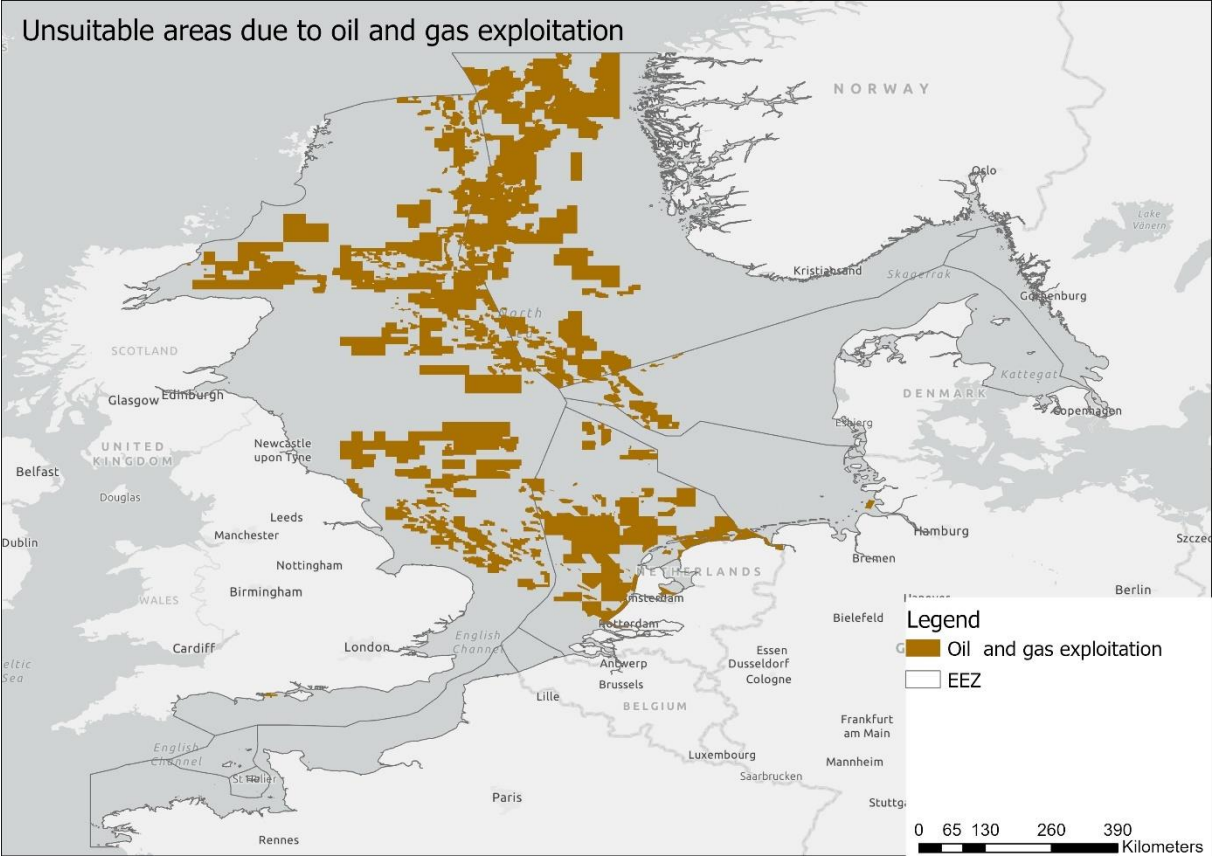 Unsuitable areas due to oil and gas exploitation
NORWAY
Bergen
Oslo
Lake
Vänern
Kristiansand
Skagerrak
Gothenburg
North
SCOTLAND
Kattegat
Glasgow
Edinburgh
DENMARK
Copenhagen
Esbjerg
UNITED
KINGDOM
Newcastle
upon Tyne
Belfast
Douglas
Leeds
Hamburg
Manchester
Dublin
Szczec
Bremen
Nottingham
NETHERLANDS
Birmingham
Berlin
WALES
Amsterdam
Rotterdam
Bielefeld
Legend
Oil and gas exploitation
EEZ
English
Channel
Cardiff
London
eltic
Sea
Essen
Dusseldorf
Cologne
Antwerp
Brussels
Lille
BELGIUM
Frankfurt
am Main
English
Channel
Luxembourg
Mannheim
St Helier
Saarbrucken
Paris
Stuttga
Rennes
0 65 130 260 390
Kilometers